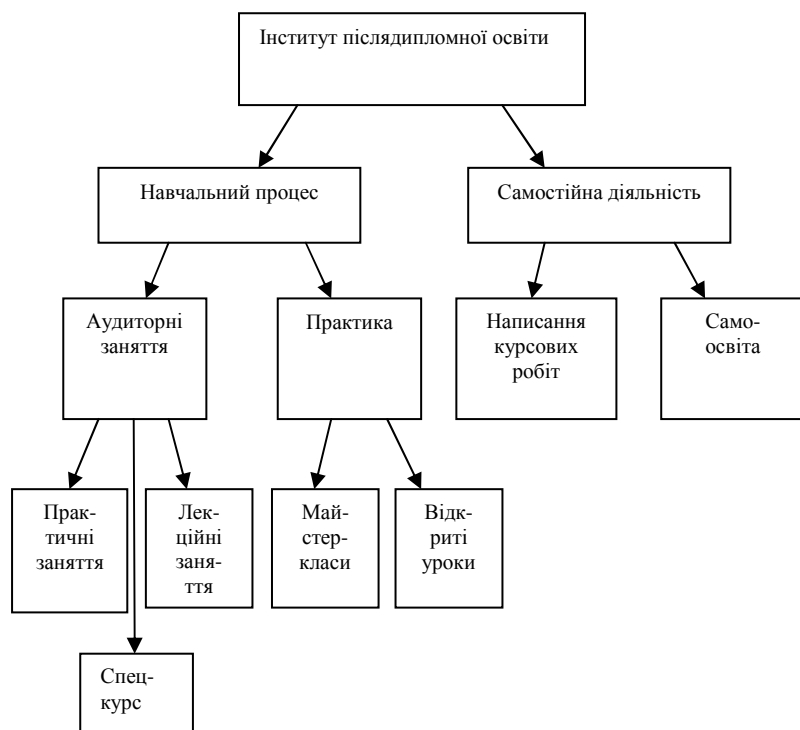 Інститут післядипломної освіти
Навчальний процес
Самостійна діяльність
Аудиторні
заняття
Практика
Написання
курсових
робіт
Само-
освіта
Прак-
тичні
заняття
Лек-
ційні
заня-
ття
Май-
стер-
класи
Відк-
риті
уроки
Спец-
курс